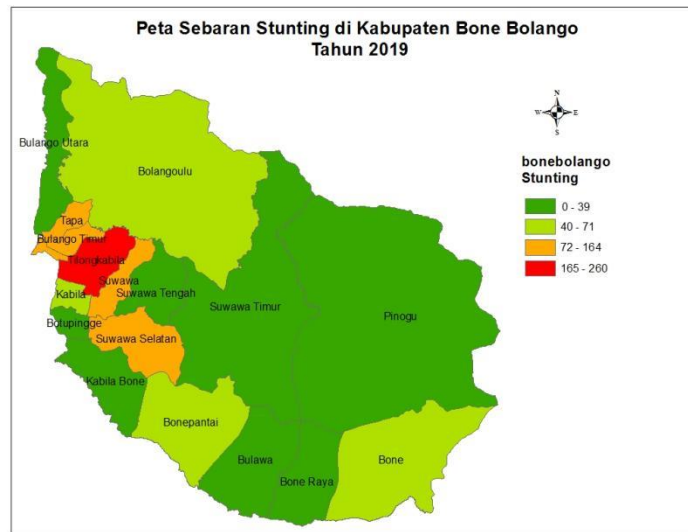 Peta Sebaran Stunting di Kabupaten Bone Bolango
Tahun 2019
N
W E
S
bonebolango
Stunting
0 - 39
40 - 71
72 - 164
165 - 260
Bulango Utara
Bolangoulu
Tapa
Bulango Timur
Tilongkabila
Suwawa
Kabila
Suwawa Tengah
Suwawa Timur
Pinogu
Botupingge
Suwawa Selatan
Kabila Bone
Bonepantai
Bulawa
Bone Raya
Bone